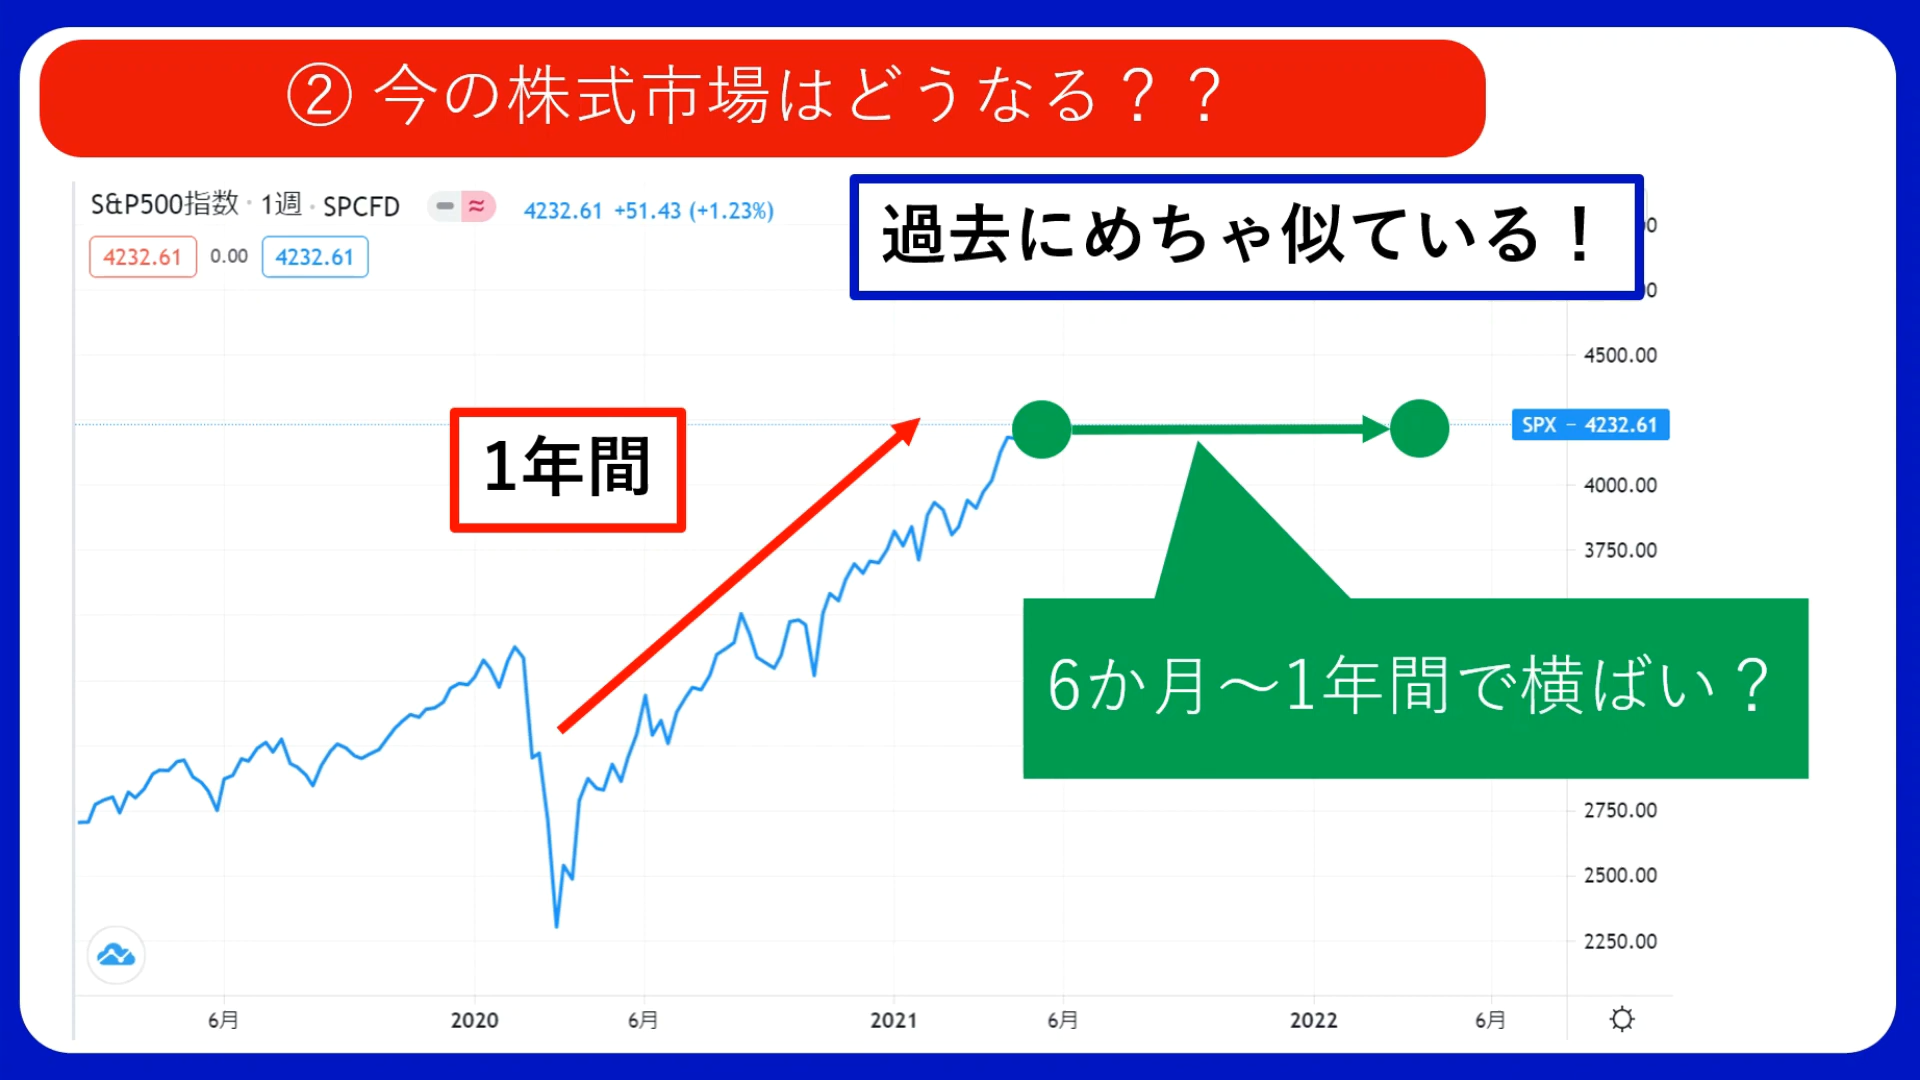 ② 今の株式市場はどうなる？？
S&P500指数・1週・SPCFD
4232.61 +51.43 (+1.23%)
4232.61 0.00 4232.61
過去にめちゃ似ている！
4500.00
1年間
SPX - 4232.61
4000.00
3750.00
6か月～1年間で横ばい？
2750.00
2500.00
2250.00
6月 2020 6月 2021 6月 2022 6月